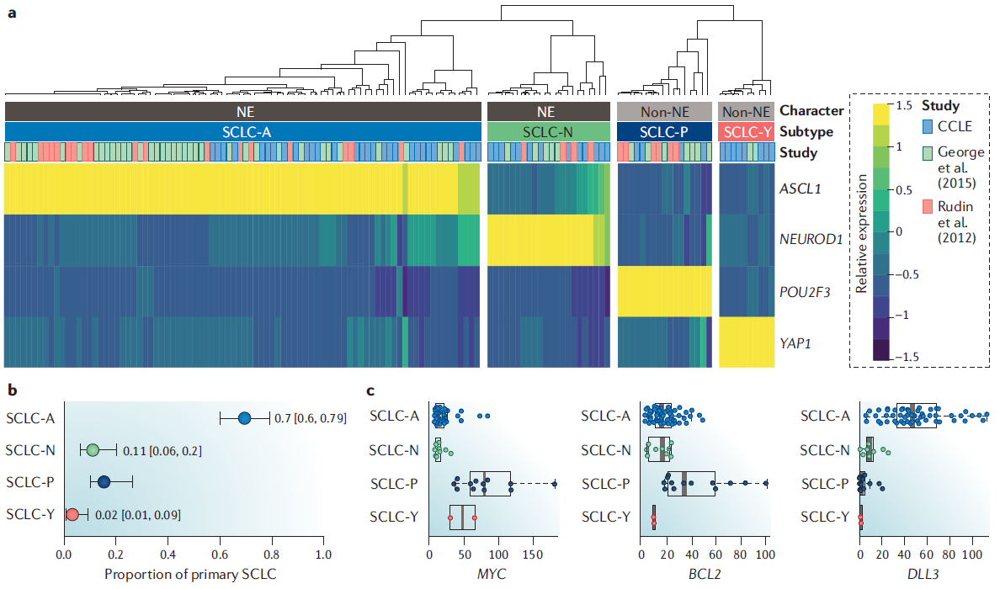 a
NE NE Non-NE Non-NE Character
SCLC-A SCLC-N SCLC-P SCLC-Y Subtype
Study
ASCL1
NEUROD1
POU2F3
YAP1
Relative expression
1.5
1
0.5
0
−0.5
−1
−1.5
Study
CCLE
George
et al.
(2015)
Rudin
et al.
(2012)
b
SCLC-A 0.7 [0.6, 0.79]
SCLC-N 0.11 [0.06, 0.2]
SCLC-P
SCLC-Y 0.02 [0.01, 0.09]
0.0 0.2 0.4 0.6 0.8 1.0
Proportion of primary SCLC
c
SCLC-A
SCLC-N
SCLC-P
SCLC-Y
0 50 100 150
MYC
SCLC-A
SCLC-N
SCLC-P
SCLC-Y
0 20 40 60 80 100
BCL2
SCLC-A
SCLC-N
SCLC-P
SCLC-Y
0 20 40 60 80 100
DLL3